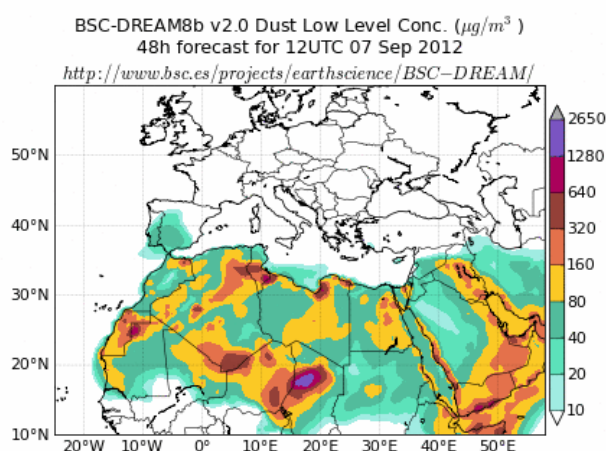 BSC-DREAM8b v2.0 Dust Low Level Conc. (μg/m³ )
48h forecast for 12UTC 07 Sep 2012
http://www.bsc.es/projects/earthscience/BSC−DREAM/
2650
1280
640
320
160
80
40
20
10
50°N
40°N
30°N
20°N
10°N
20°W 10°W 0° 10°E 20°E 30°E 40°E 50°E